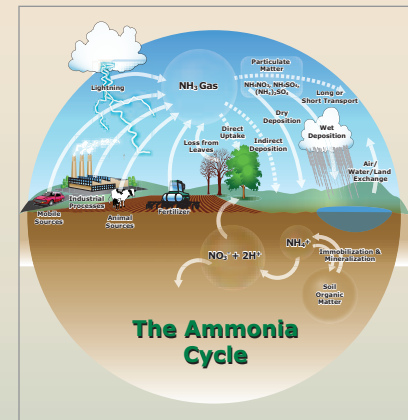 Particulate
Matter
Lightning
NH3 Gas
NH4NO3, NH4SO4,
(NH4)2SO4
Long or
Short Transport
Dry
Deposition
Wet
Deposition
Direct
Uptake
Loss from
Leaves
Indirect
Deposition
Air/
Water/Land
Exchange
Industrial
Processes
Mobile
Sources
Animal
Sources
Fertilizer
NO3- + 2H+
NH4+
Immobilization &
Mineralization
Soil
Organic
Matter
The Ammonia
Cycle